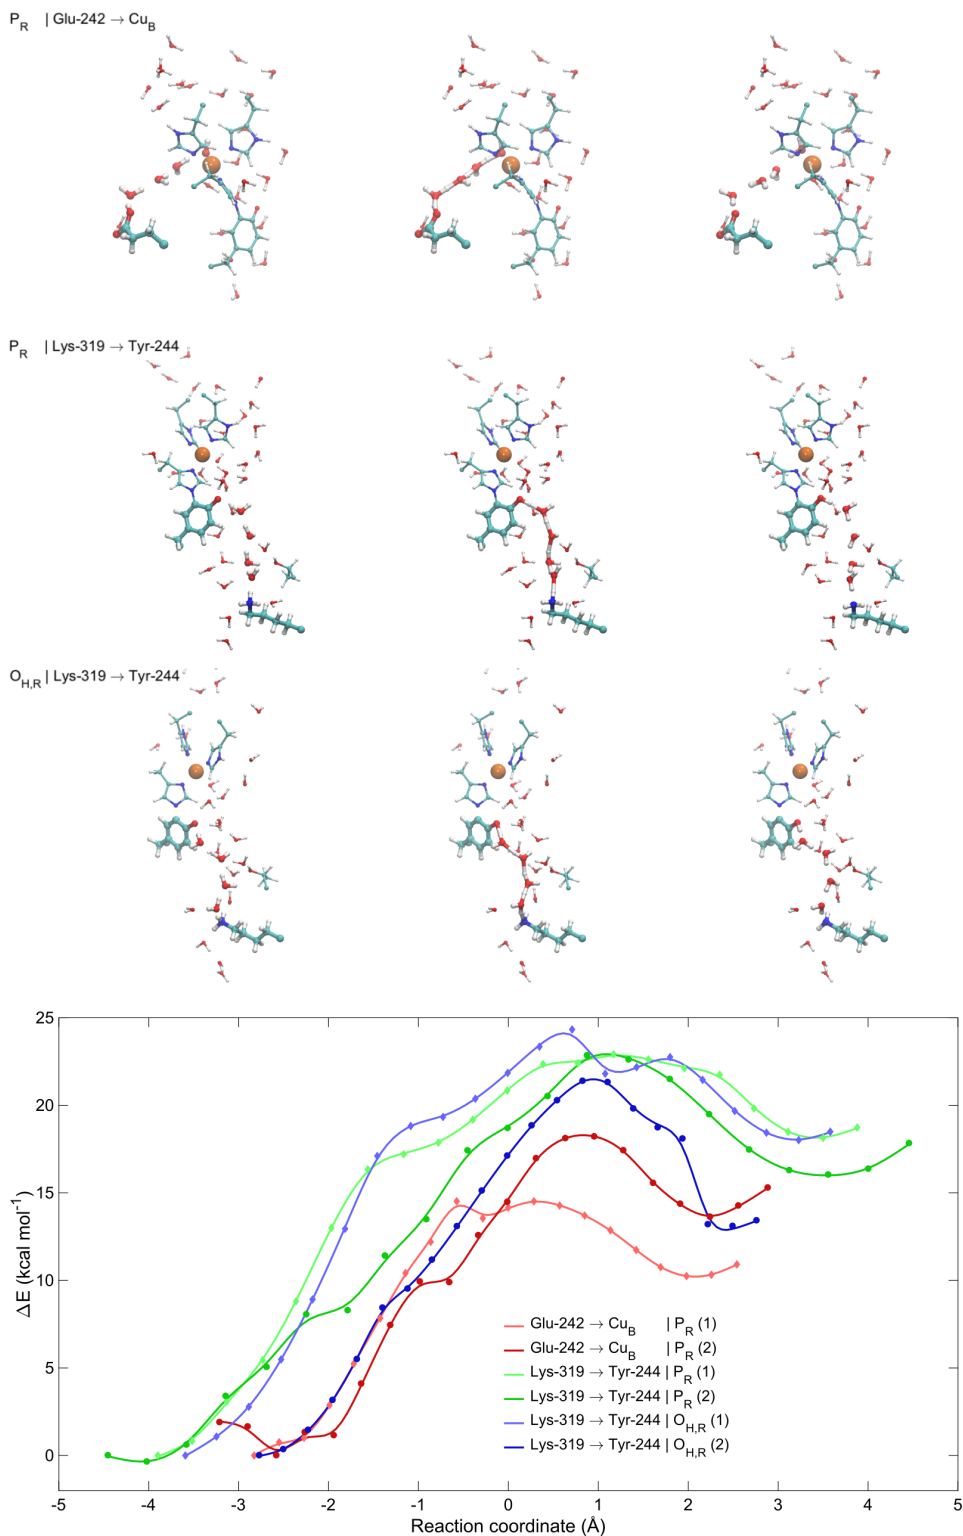 P_R | Glu-242 → Cu_B
P_R | Lys-319 → Tyr-244
O_H,R | Lys-319 → Tyr-244
25
20
15
10
5
0
ΔE (kcal mol⁻¹)
Glu-242 → Cu_B | P_R (1)
Glu-242 → Cu_B | P_R (2)
Lys-319 → Tyr-244 | P_R (1)
Lys-319 → Tyr-244 | P_R (2)
Lys-319 → Tyr-244 | O_H,R (1)
Lys-319 → Tyr-244 | O_H,R (2)
-5 -4 -3 -2 -1 0 1 2 3 4 5
Reaction coordinate (Å)